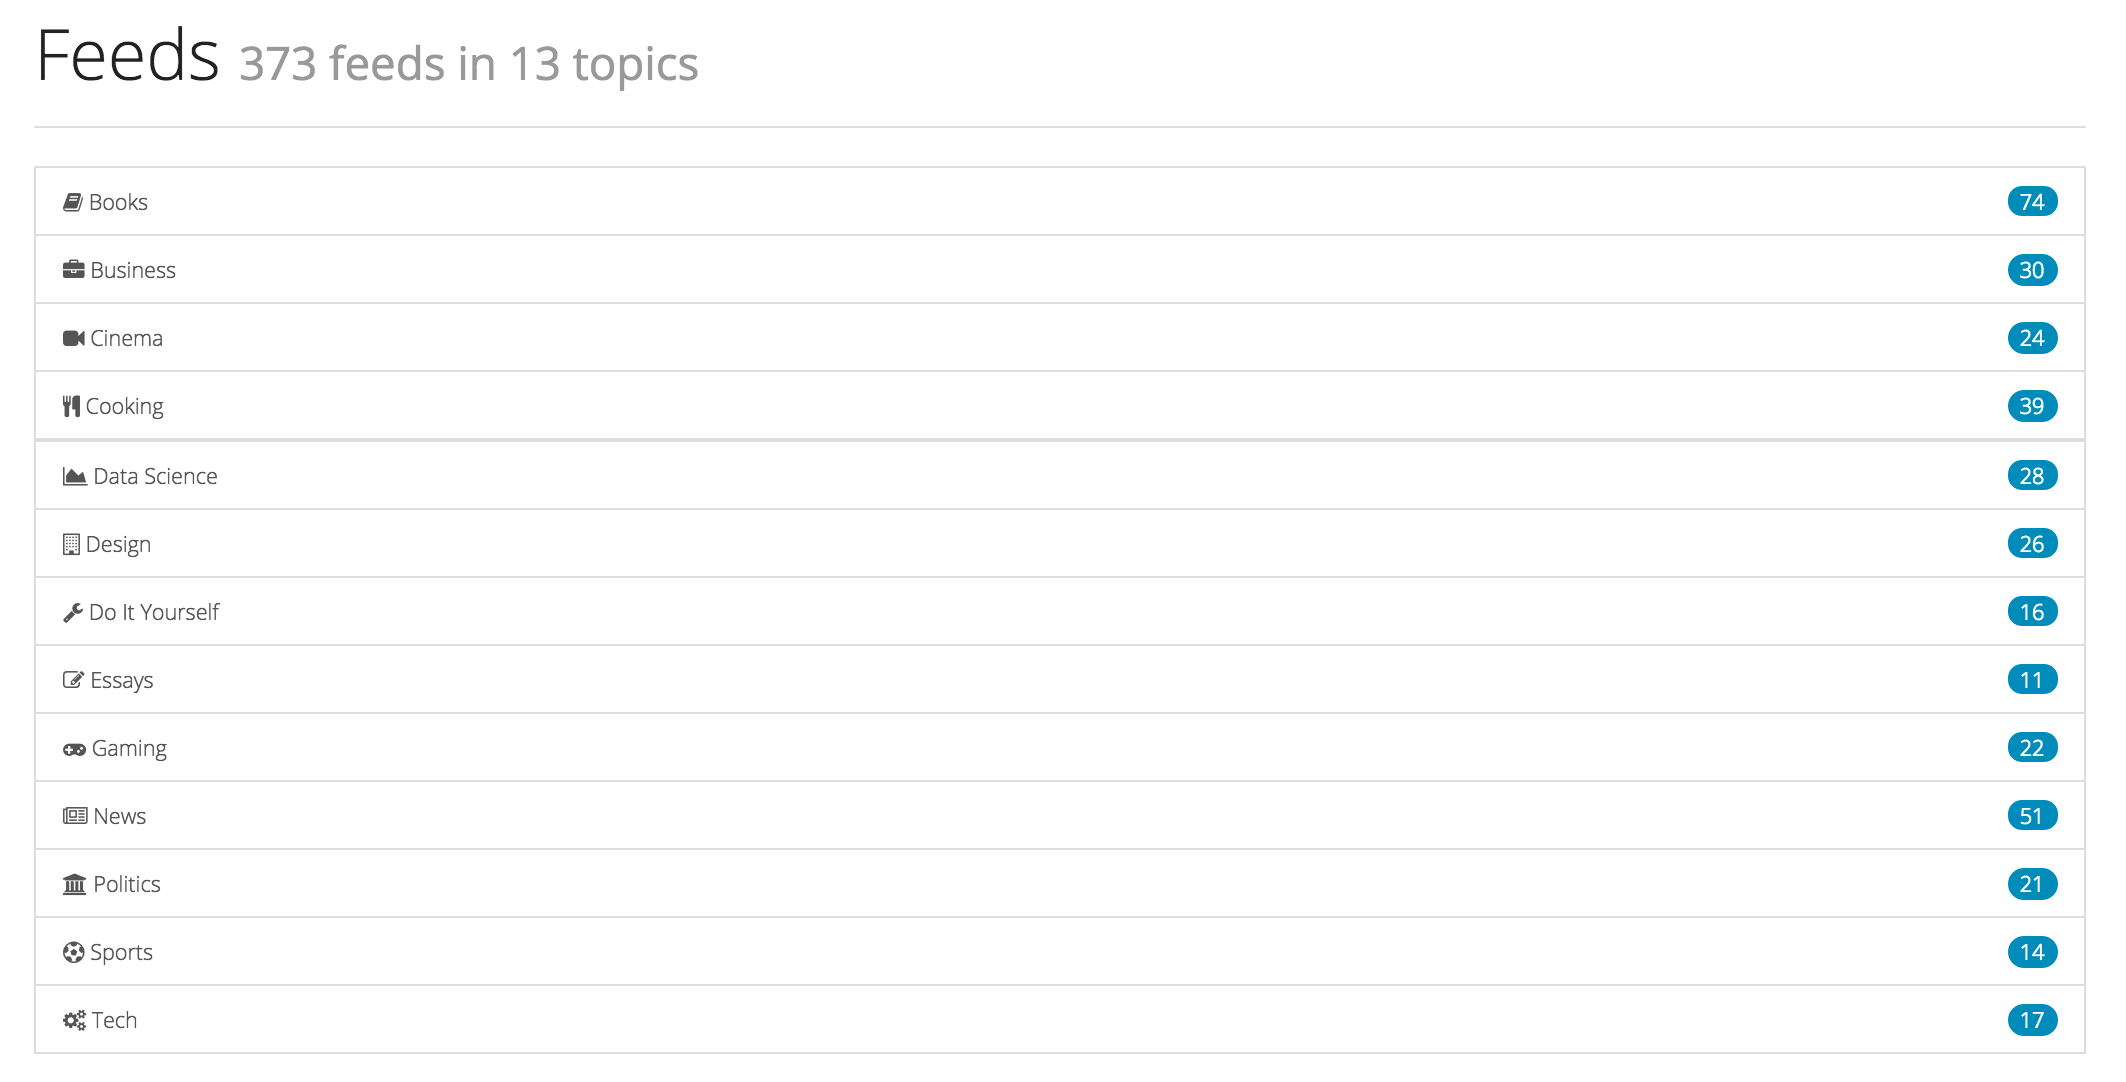 Feeds 373 feeds in 13 topics
Books 74
Business 30
Cinema 24
Cooking 39
Data Science 28
Design 26
Do It Yourself 16
Essays 11
Gaming 22
News 51
Politics 21
Sports 14
Tech 17